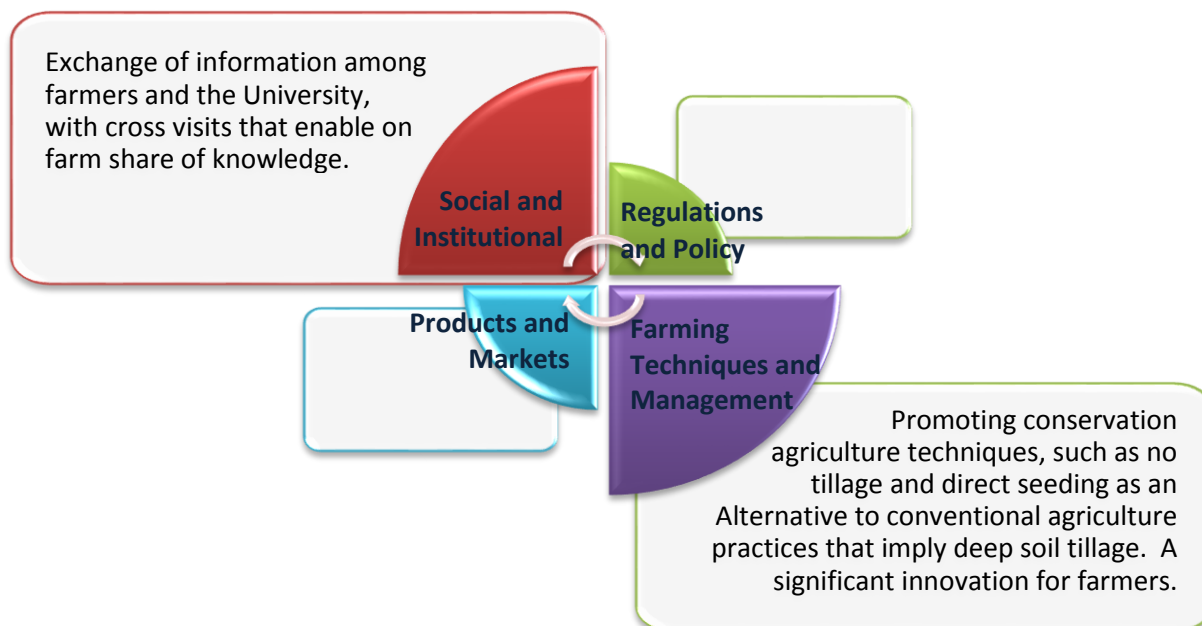 Exchange of information among
farmers and the University,
with cross visits that enable on
farm share of knowledge.
Social and
Institutional
Regulations
and Policy
Products and
Markets
Farming
Techniques and
Management
Promoting conservation
agriculture techniques, such as no
tillage and direct seeding as an
Alternative to conventional agriculture
practices that imply deep soil tillage.  A
significant innovation for farmers.